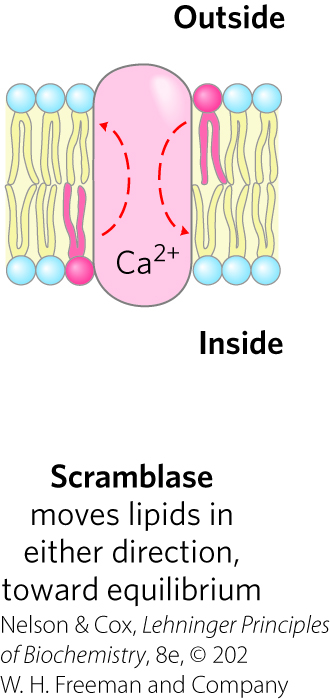 Outside
Ca²⁺
Inside
Scramblase
moves lipids in
either direction,
toward equilibrium
Nelson & Cox, Lehninger Principles
of Biochemistry, 8e, © 202
W. H. Freeman and Company